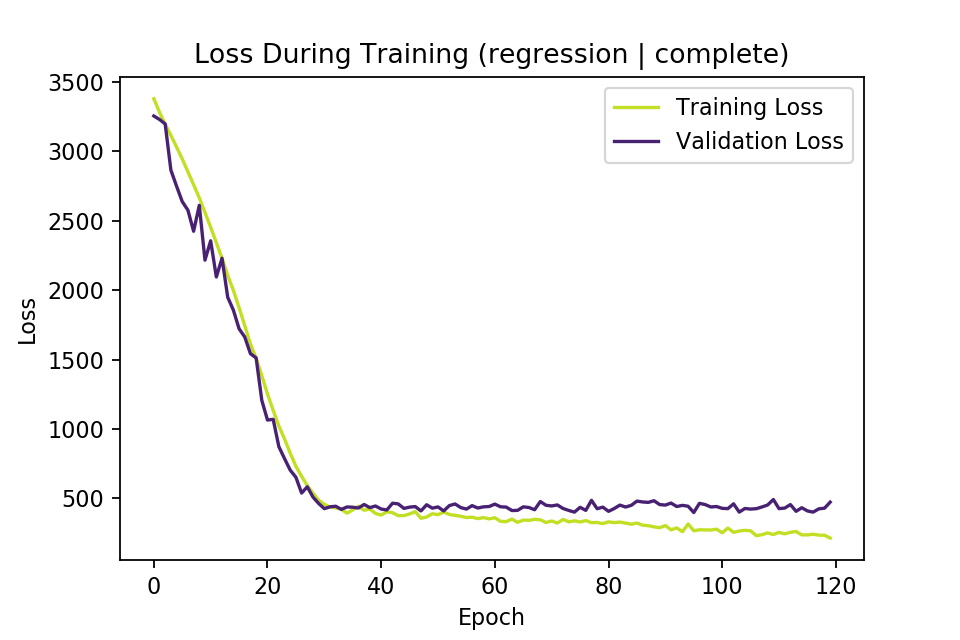 Loss During Training (regression | complete)
3500
3000
2500
2000
1500
1000
500
Loss
Training Loss
Validation Loss
0 20 40 60 80 100 120
Epoch